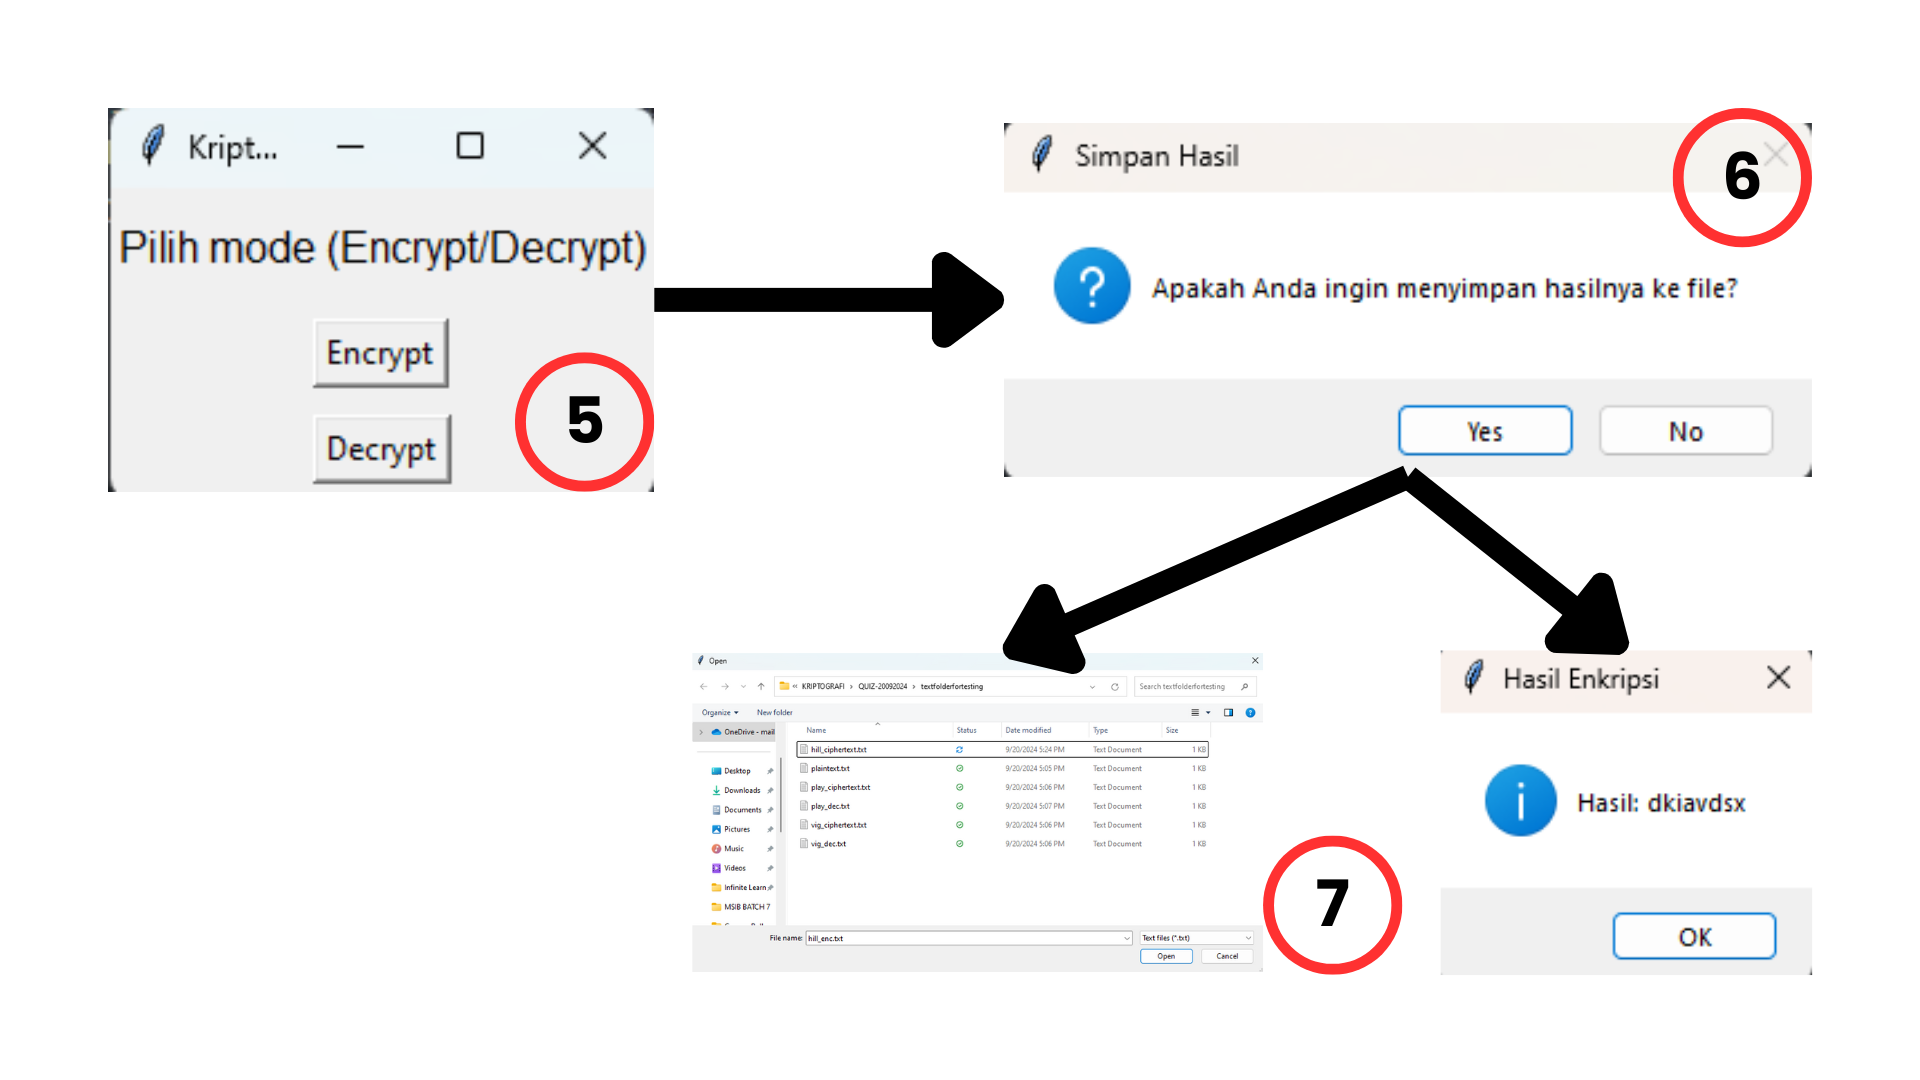 Kript...
Pilih mode (Encrypt/Decrypt)
Encrypt
Decrypt
5
Simpan Hasil
6
Apakah Anda ingin menyimpan hasilnya ke file?
Yes No
Open
« KRIPTOGRAFI › QUIZ-20092024 › textfolderfortesting
Search textfolderfortesting
Organize New folder
OneDrive - mail
Desktop
Downloads
Documents
Pictures
Music
Videos
Infinite Learn
MSIB BATCH 7
Name Status Date modified Type Size
hill_ciphertext.txt 9/20/2024 5:24 PM Text Document 1 KB
plaintext.txt 9/20/2024 5:05 PM Text Document 1 KB
play_ciphertext.txt 9/20/2024 5:06 PM Text Document 1 KB
play_dec.txt 9/20/2024 5:07 PM Text Document 1 KB
vig_ciphertext.txt 9/20/2024 5:06 PM Text Document 1 KB
vig_dec.txt 9/20/2024 5:06 PM Text Document 1 KB
File name: hill_enc.txt Text files (*.txt)
Open Cancel
7
Hasil Enkripsi
Hasil: dkiavdsx
OK